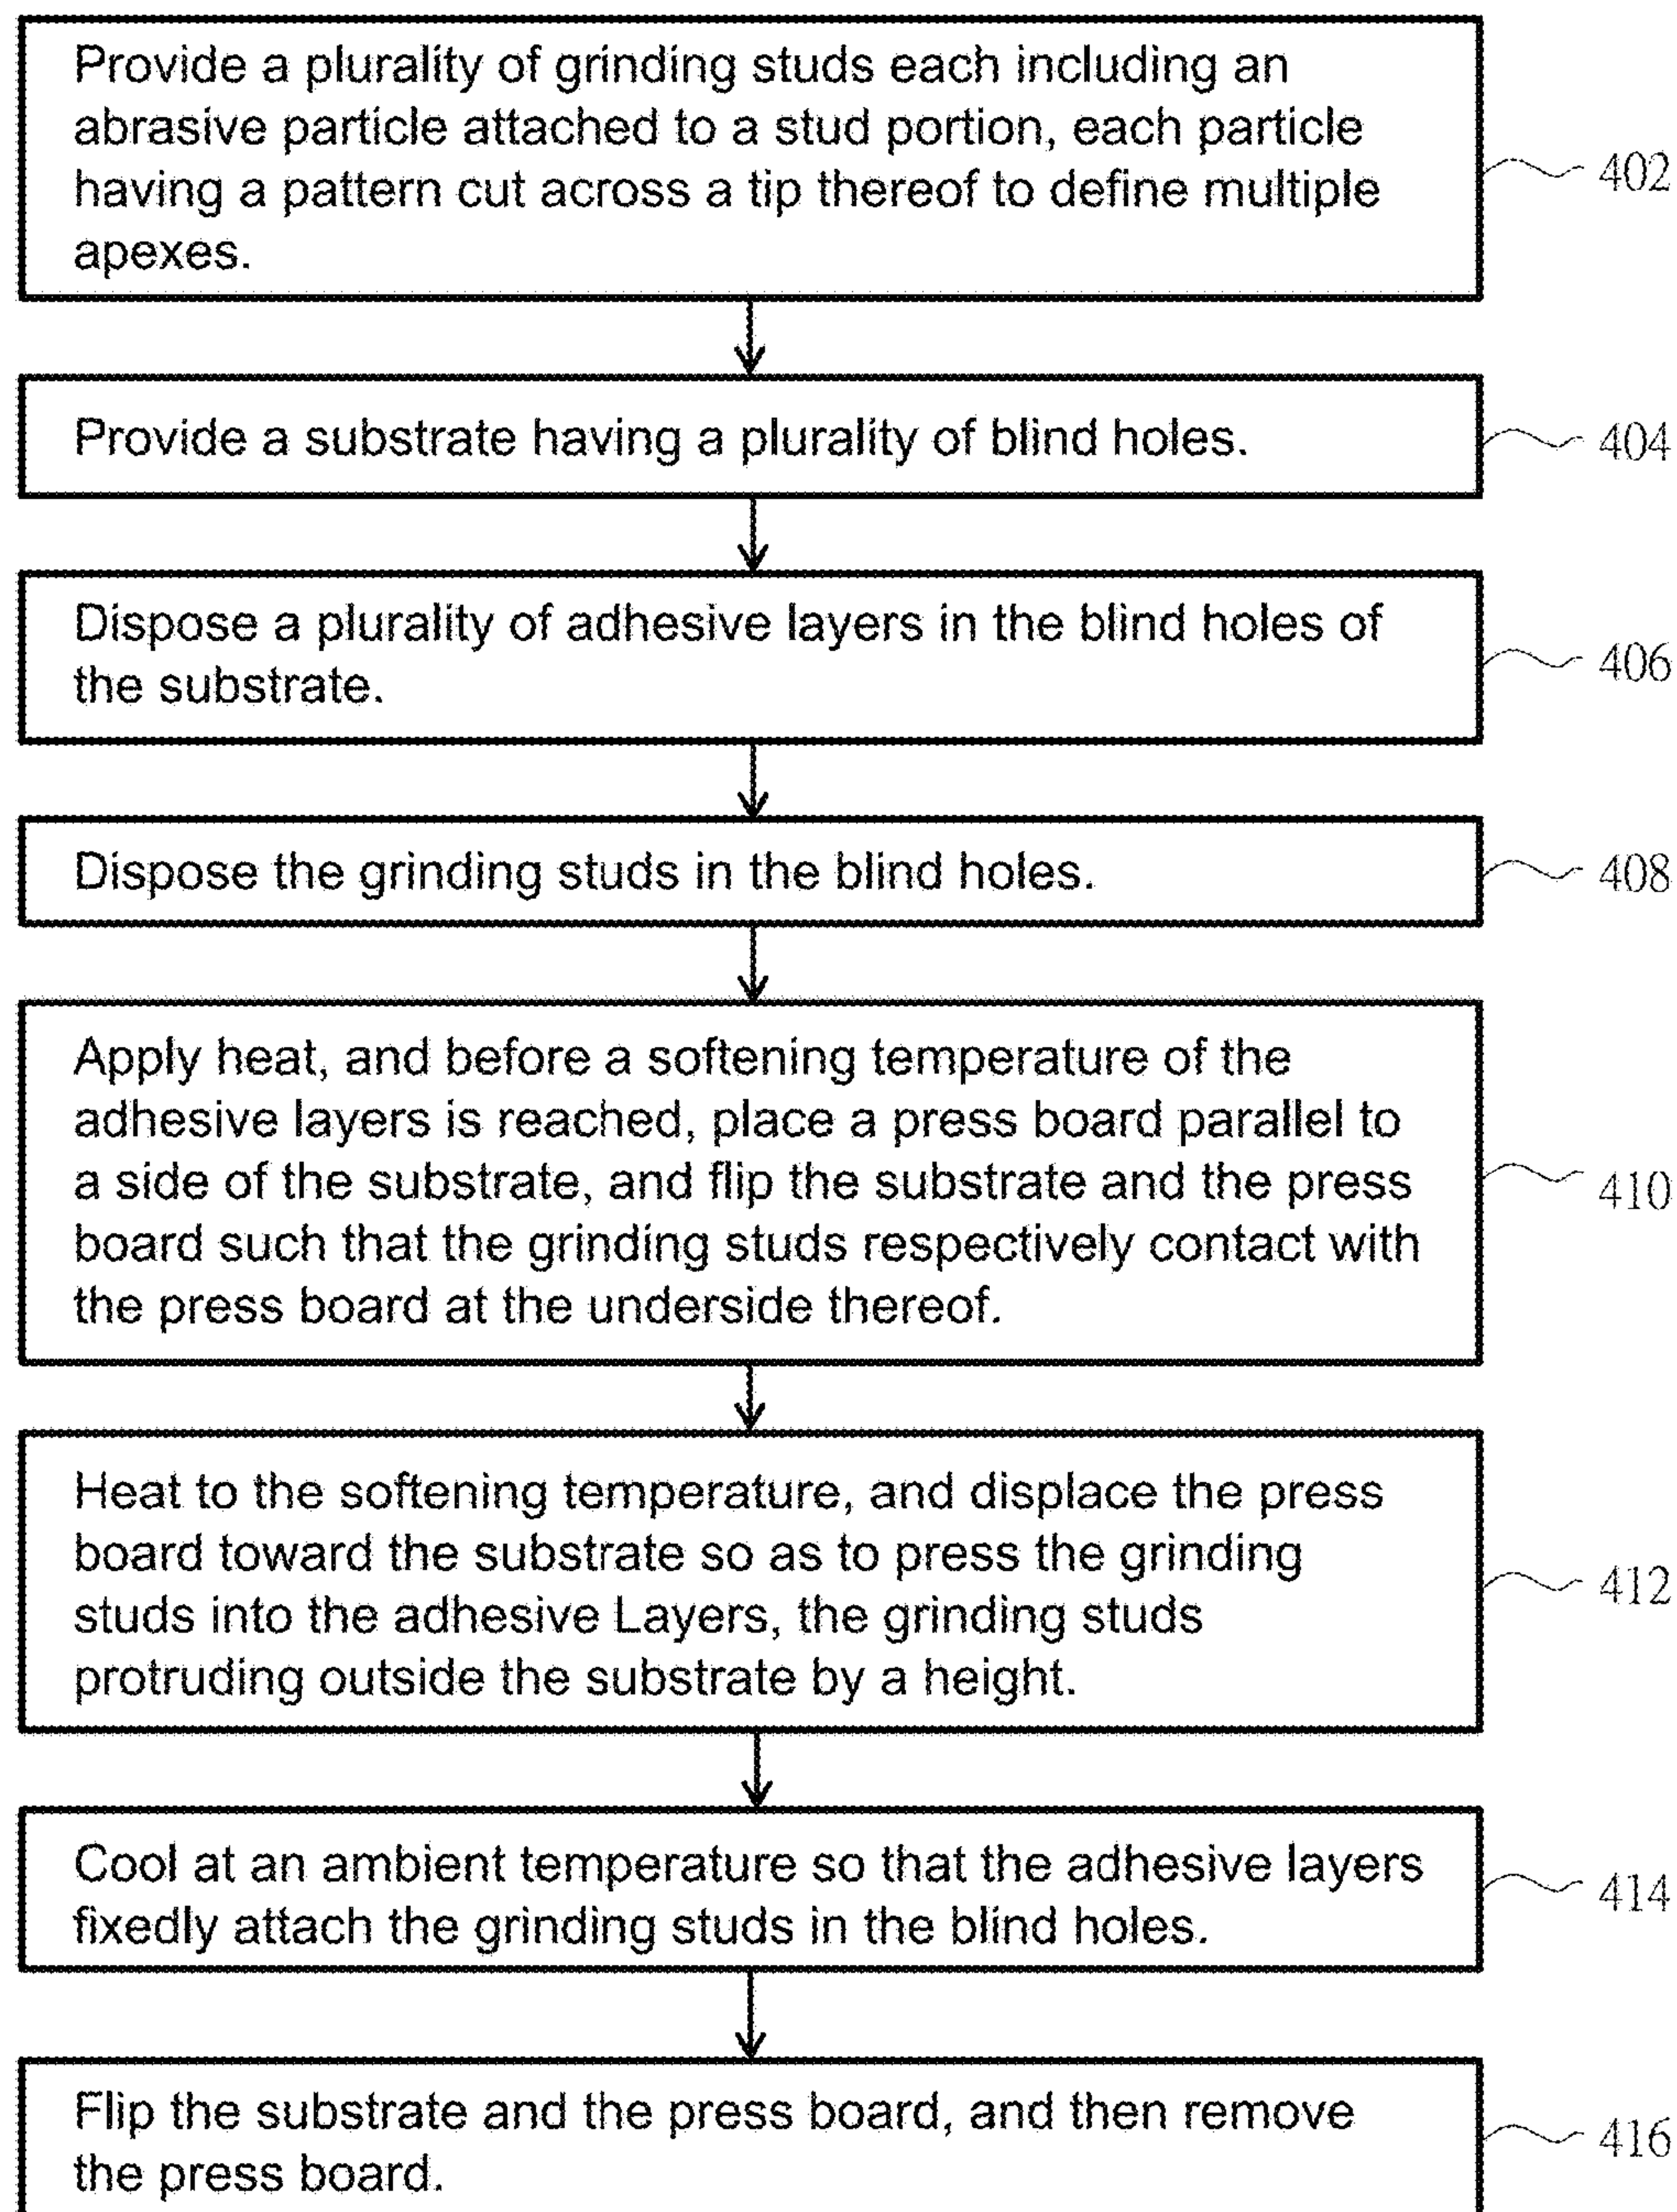 Provide a plurality of grinding studs each including an
abrasive particle attached to a stud portion, each particle
having a pattern cut across a tip thereof to define multiple
apexes.
402
Provide a substrate having a plurality of blind holes.
404
Dispose a plurality of adhesive layers in the blind holes of
the substrate.
406
Dispose the grinding studs in the blind holes.
408
Apply heat, and before a softening temperature of the
adhesive layers is reached, place a press board parallel to
a side of the substrate, and flip the substrate and the press
board such that the grinding studs respectively contact with
the press board at the underside thereof.
410
Heat to the softening temperature, and displace the press
board toward the substrate so as to press the grinding
studs into the adhesive Layers, the grinding studs
protruding outside the substrate by a height.
412
Cool at an ambient temperature so that the adhesive layers
fixedly attach the grinding studs in the blind holes.
414
Flip the substrate and the press board, and then remove
the press board.
416